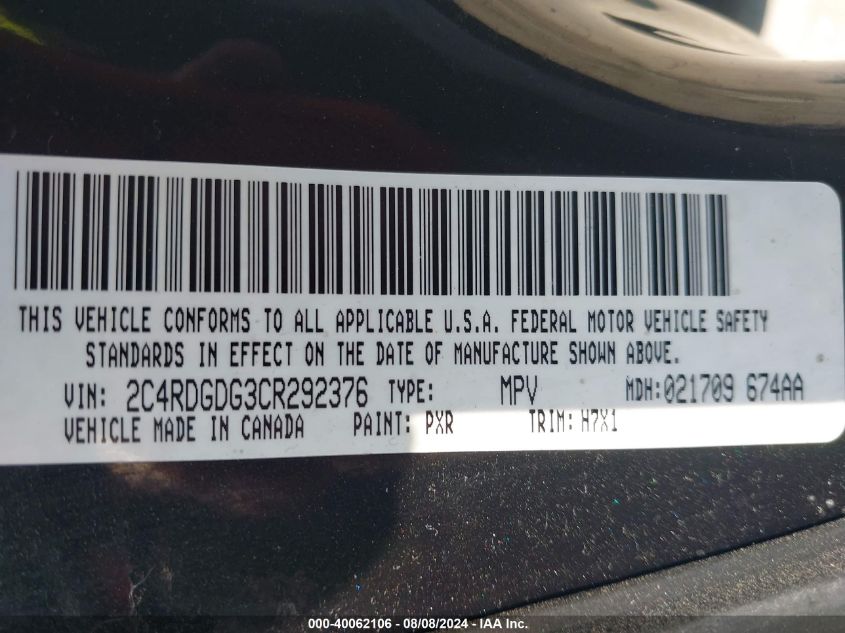 THIS VEHICLE CONFORMS TO ALL APPLICABLE U.S.A. FEDERAL MOTOR VEHICLE SAFETY
STANDARDS IN EFFECT ON THE DATE OF MANUFACTURE SHOWN ABOVE.
VIN: 2C4RDGDG3CR292376 TYPE: MPV MDH:021709 674AA
VEHICLE MADE IN CANADA PAINT: PXR TRIM: H7X1
000-40062106 - 08/08/2024 - IAA Inc.